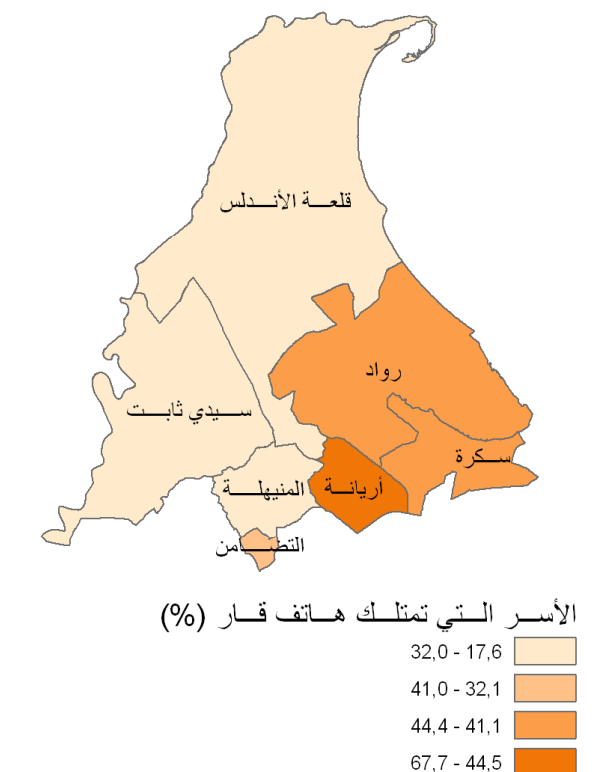 قلعة الأندلس
رواد
سيدي ثابت
سكرة
المنيهلة
أريانة
التضامن
الأسر التي تمتلك هاتف قار (%)
32,0 - 17,6
41,0 - 32,1
44,4 - 41,1
67,7 - 44,5